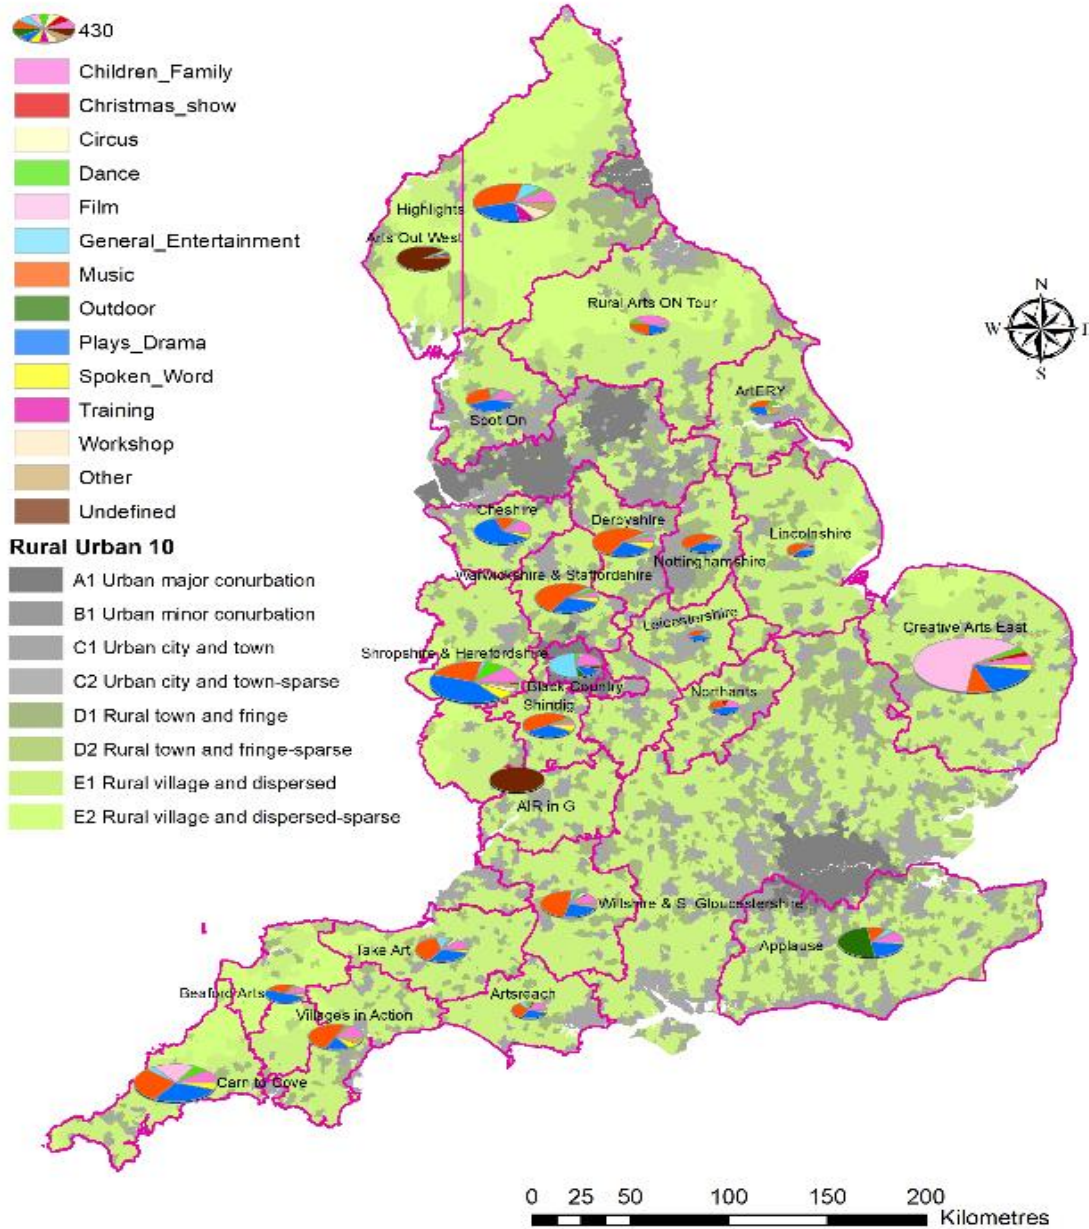 430
Children_Family
Christmas_show
Circus
Dance
Film
General_Entertainment
Music
Outdoor
Plays_Drama
Spoken_Word
Training
Workshop
Other
Undefined
Rural Urban 10
A1 Urban major conurbation
B1 Urban minor conurbation
C1 Urban city and town
C2 Urban city and town-sparse
D1 Rural town and fringe
D2 Rural town and fringe-sparse
E1 Rural village and dispersed
E2 Rural village and dispersed-sparse
Highlights
Arts Out West
Rural Arts ON Tour
N
W
S
ArtERY
Spot On
Cheshire
Derbyshire
Lincolnshire
Nottinghamshire
Warwickshire & Staffordshire
Leicestershire
Creative Arts East
Shropshire & Herefordshire
Black Country
Northants
Shindig
AIR in G
Wiltshire & S. Gloucestershire
Applause
Take Art
Beaford Arts
Artsreach
Villages in Action
Carn to Cove
0 25 50 100 150 200
Kilometres